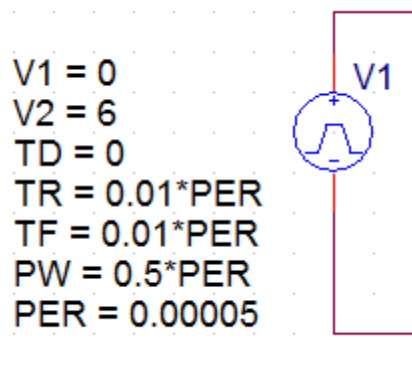 V1 = 0
V2 = 6
TD = 0
TR = 0.01*PER
TF = 0.01*PER
PW = 0.5*PER
PER = 0.00005
V1
+
-